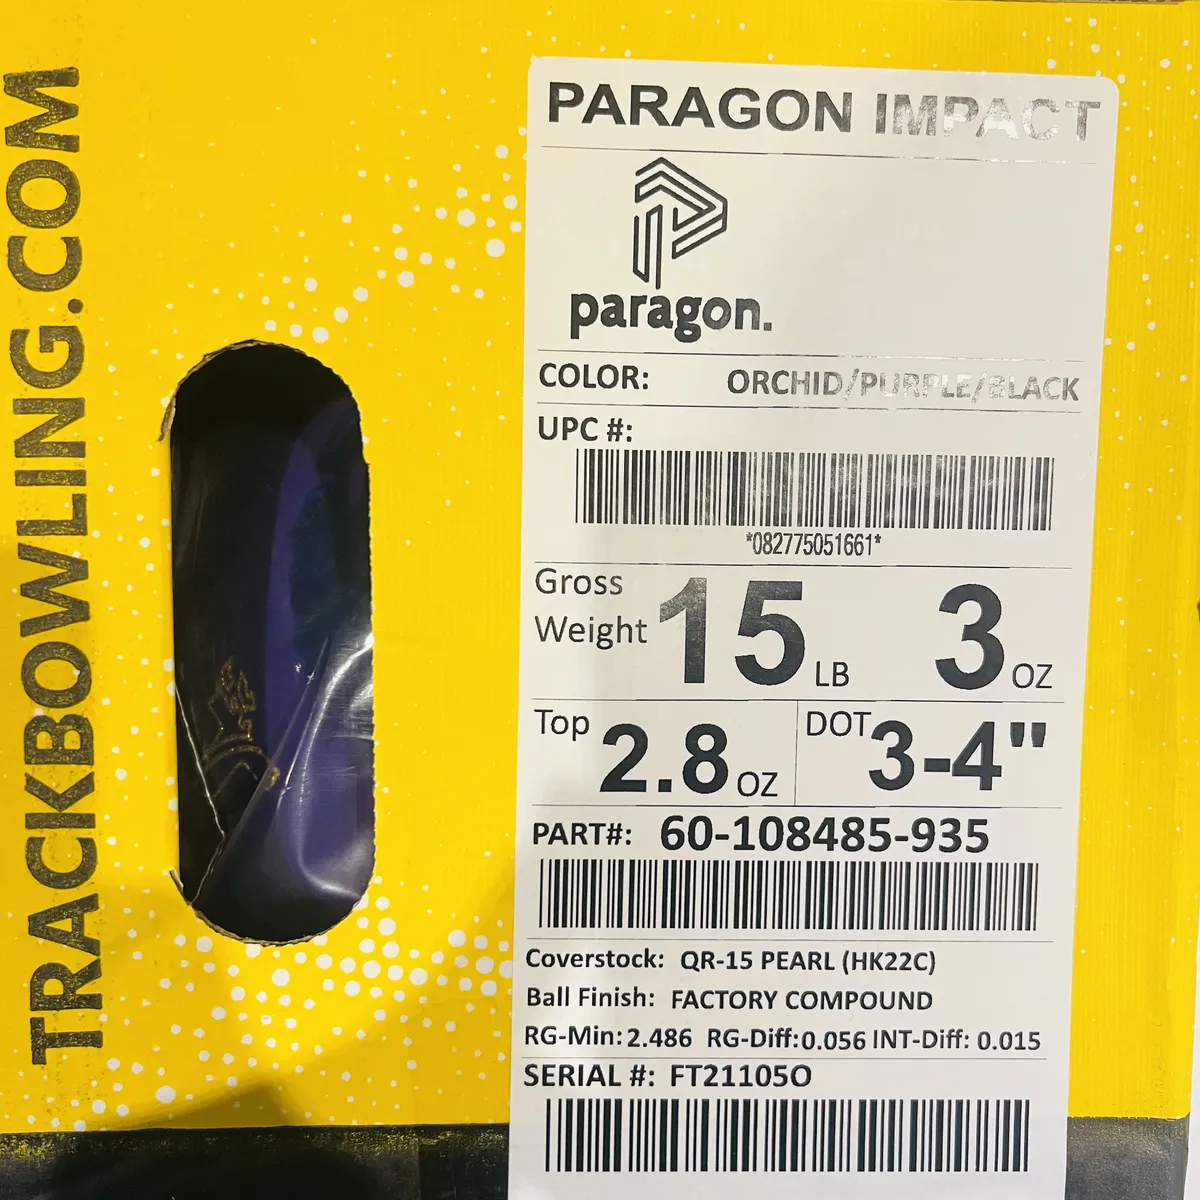 TRACKBOWLING.COM
PARAGON IMPACT
paragon.
COLOR: ORCHID/PURPLE/BLACK
UPC #:
*082775051661*
Gross Weight 15 LB 3 OZ
Top 2.8 OZ DOT 3-4"
PART#: 60-108485-935
Coverstock: QR-15 PEARL (HK22C)
Ball Finish: FACTORY COMPOUND
RG-Min: 2.486 RG-Diff: 0.056 INT-Diff: 0.015
SERIAL #: FT21105O